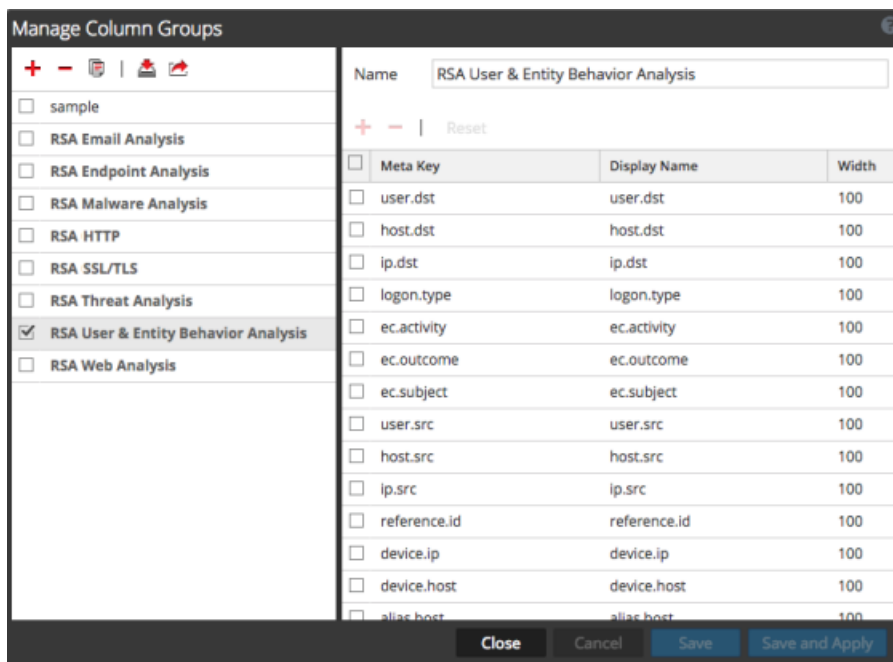 Manage Column Groups
sample
RSA Email Analysis
RSA Endpoint Analysis
RSA Malware Analysis
RSA HTTP
RSA SSL/TLS
RSA Threat Analysis
RSA User & Entity Behavior Analysis
RSA Web Analysis
Name RSA User & Entity Behavior Analysis
Reset
Meta Key Display Name Width
user.dst user.dst 100
host.dst host.dst 100
ip.dst ip.dst 100
logon.type logon.type 100
ec.activity ec.activity 100
ec.outcome ec.outcome 100
ec.subject ec.subject 100
user.src user.src 100
host.src host.src 100
ip.src ip.src 100
reference.id reference.id 100
device.ip device.ip 100
device.host device.host 100
alias.host alias.host 100
Close Cancel Save Save and Apply